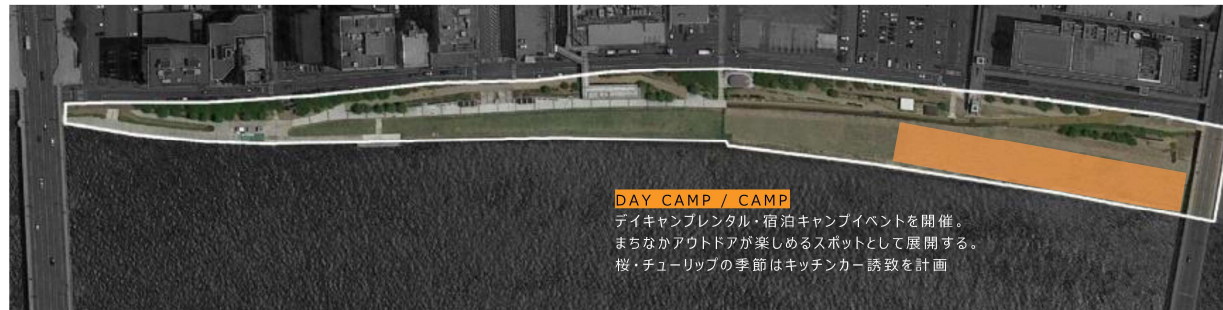 DAY CAMP / CAMP
デイキャンプレンタル・宿泊キャンプイベントを開催。
まちなかアウトドアが楽しめるスポットとして展開する。
桜・チューリップの季節はキッチンカー誘致を計画